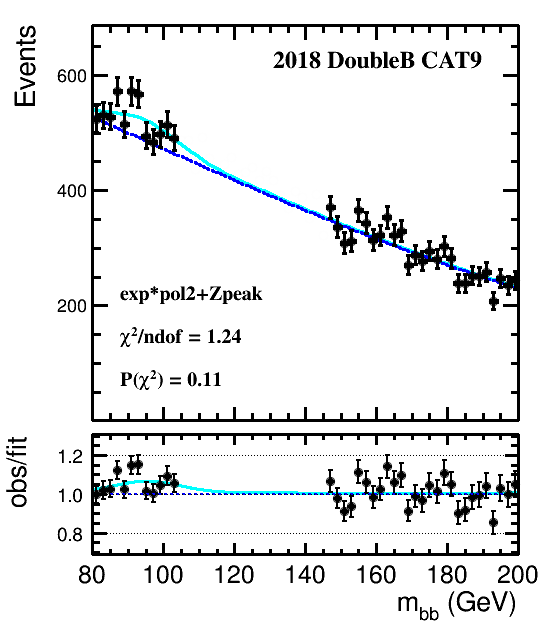 Events
2018 DoubleB CAT9
600
400
200
exp*pol2+Zpeak
χ²/ndof = 1.24
P(χ²) = 0.11
obs/fit
1.2
1.0
0.8
80 100 120 140 160 180 200
m_bb (GeV)